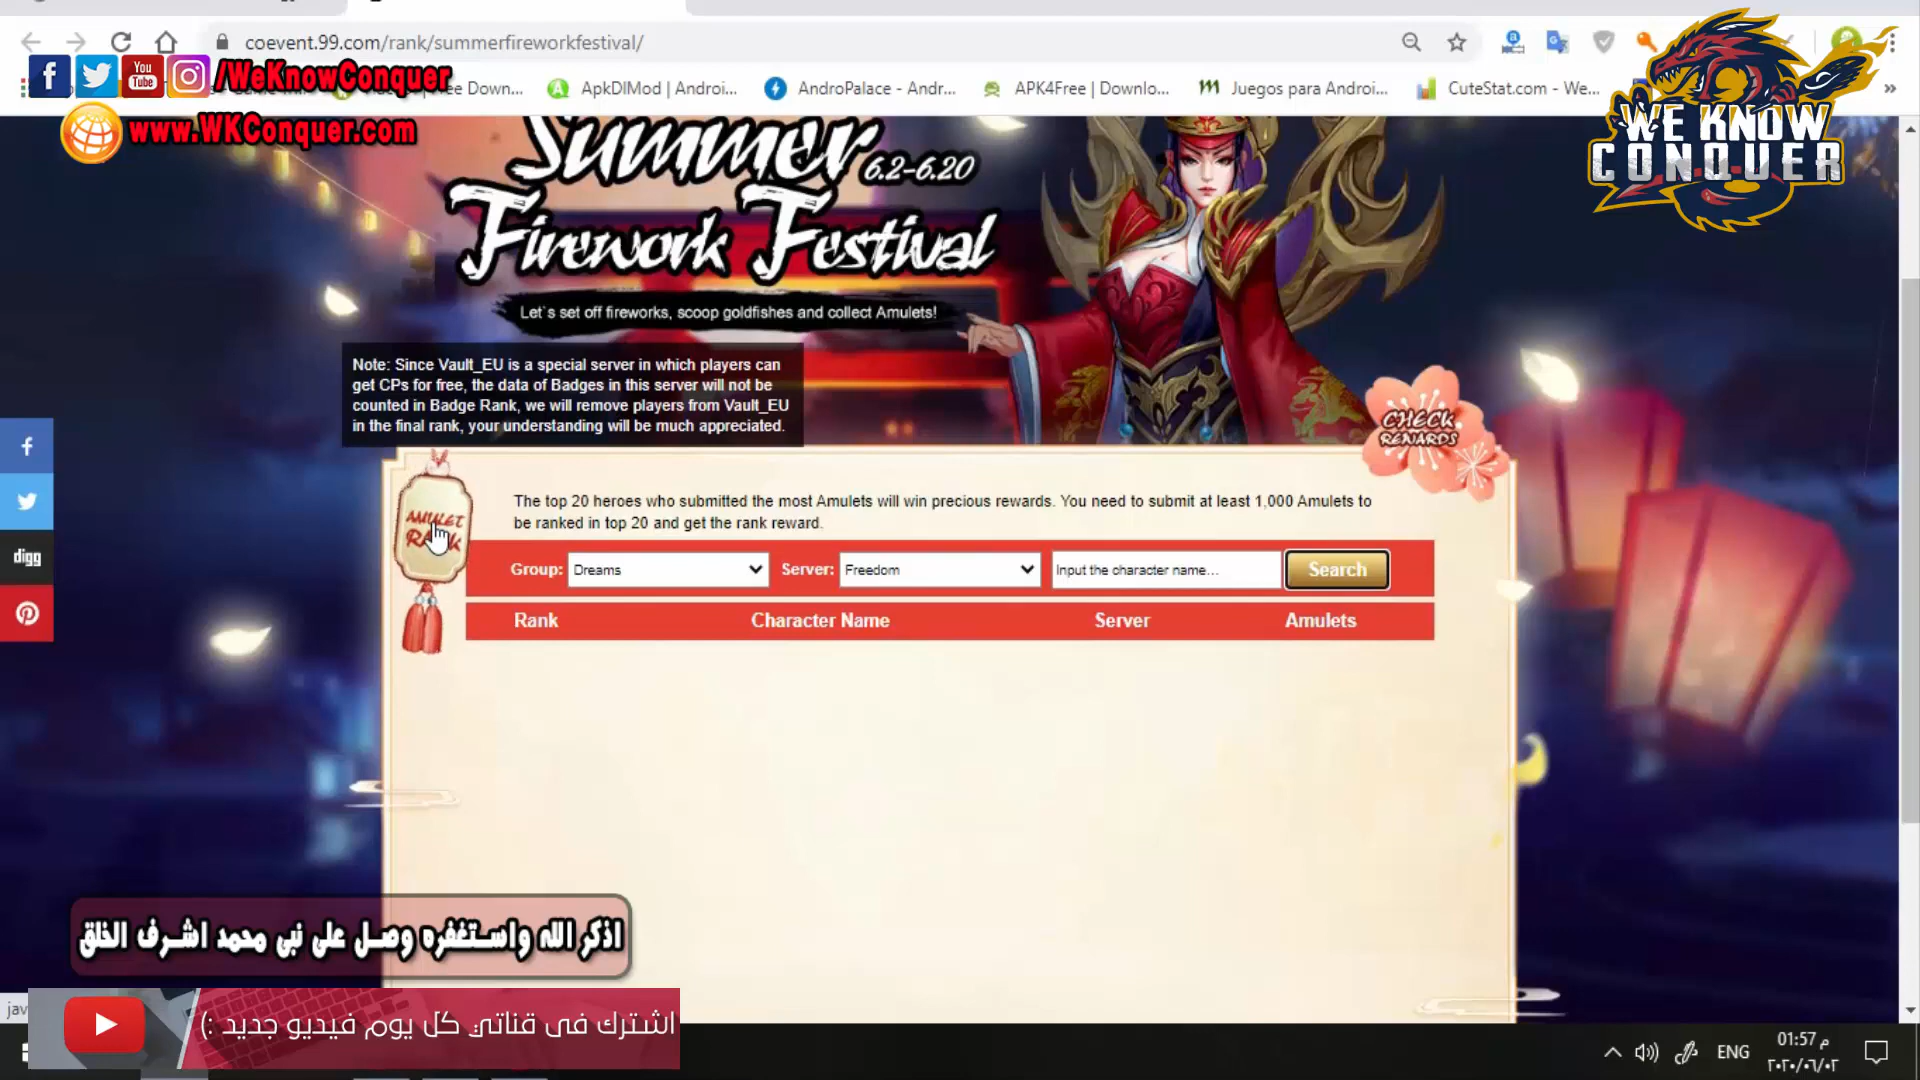 coevent.99.com/rank/summerfireworkfestival/
/WeKnowConquer
www.WKConquer.com
ree Down...
ApkDlMod | Androi...
AndroPalace - Andr...
APK4Free | Downlo...
Juegos para Androi...
CuteStat.com - We...
»
WE KNOW
CONQUER
Summer 6.2-6.20
Firework Festival
Let`s set off fireworks, scoop goldfishes and collect Amulets!
Note: Since Vault_EU is a special server in which players can
get CPs for free, the data of Badges in this server will not be
counted in Badge Rank, we will remove players from Vault_EU
in the final rank, your understanding will be much appreciated.
CHECK
REWARDS
AMULET
RANK
The top 20 heroes who submitted the most Amulets will win precious rewards. You need to submit at least 1,000 Amulets to
be ranked in top 20 and get the rank reward.
Group: Dreams Server: Freedom Input the character name... Search
Rank Character Name Server Amulets
digg
اذكر الله واستغفره وصل على نبي محمد اشرف الخلق
jav
اشترك فى قناتي كل يوم فيديو جديد :)
ENG
01:57 م
٢٠٢٠/٠٦/٠٢